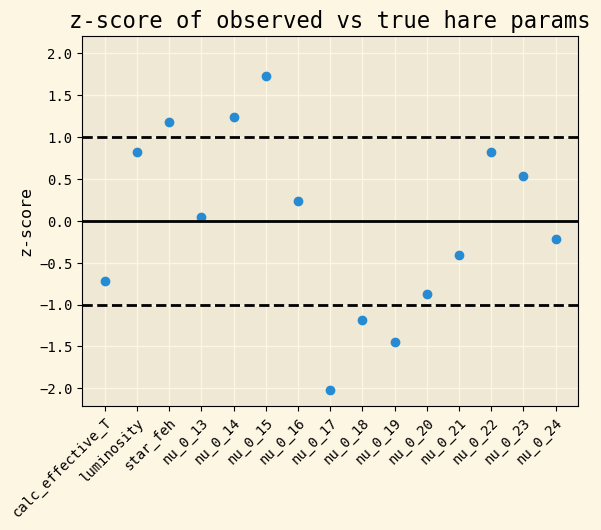 z-score of observed vs true hare params
z-score
2.0
1.5
1.0
0.5
0.0
−0.5
−1.0
−1.5
−2.0
calc_effective_T
luminosity
star_feh
nu_0_13
nu_0_14
nu_0_15
nu_0_16
nu_0_17
nu_0_18
nu_0_19
nu_0_20
nu_0_21
nu_0_22
nu_0_23
nu_0_24